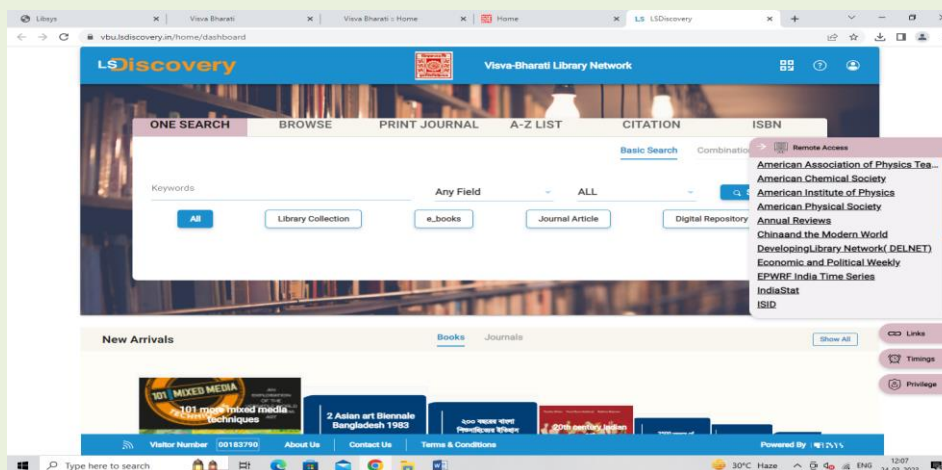 Libsys
Visva Bharati
Visva Bharati :: Home
Home
LS LSDiscovery
vbu.lsdiscovery.in/home/dashboard
LSDiscovery
Visva-Bharati Library Network
ONE SEARCH
BROWSE
PRINT JOURNAL
A-Z LIST
CITATION
ISBN
Basic Search
Combination
Keywords
Any Field
ALL
All
Library Collection
e_books
Journal Article
Digital Repository
Remote Access
American Association of Physics Tea...
American Chemical Society
American Institute of Physics
American Physical Society
Annual Reviews
Chinaand the Modern World
DevelopingLibrary Network( DELNET)
Economic and Political Weekly
EPWRF India Time Series
IndiaStat
ISID
New Arrivals
Books
Journals
Show All
Links
Timings
Privilege
101 MIXED MEDIA
101 more mixed media
techniques
2 Asian art Biennale
Bangladesh 1983
২০০ বছরের বাংলা
20th century Indian
Visitor Number 00183790
About Us
Contact Us
Terms & Conditions
Powered By
Type here to search
30°C Haze
ENG
12:07